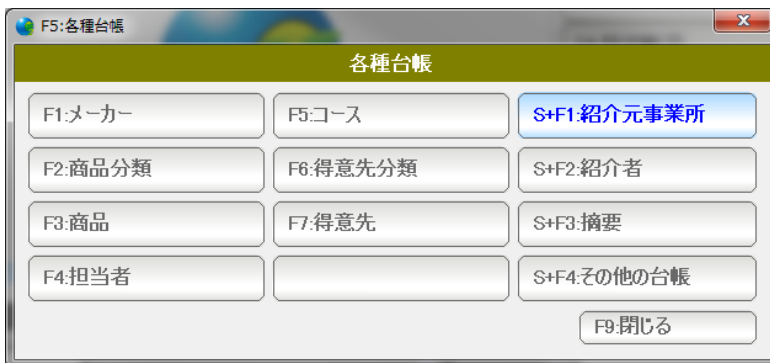 F5:各種台帳
各種台帳
F1:メーカー
F5:コース
S+F1:紹介元事業所
F2:商品分類
F6:得意先分類
S+F2:紹介者
F3:商品
F7:得意先
S+F3:摘要
F4:担当者
S+F4:その他の台帳
F9:閉じる